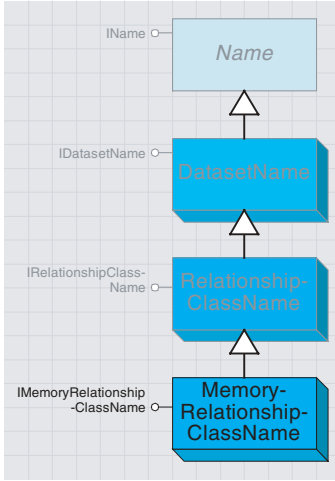 IName
Name
IDatasetName
DatasetName
IRelationshipClass-
Name
Relationship-
ClassName
IMemoryRelationship
-ClassName
Memory-
Relationship-
ClassName